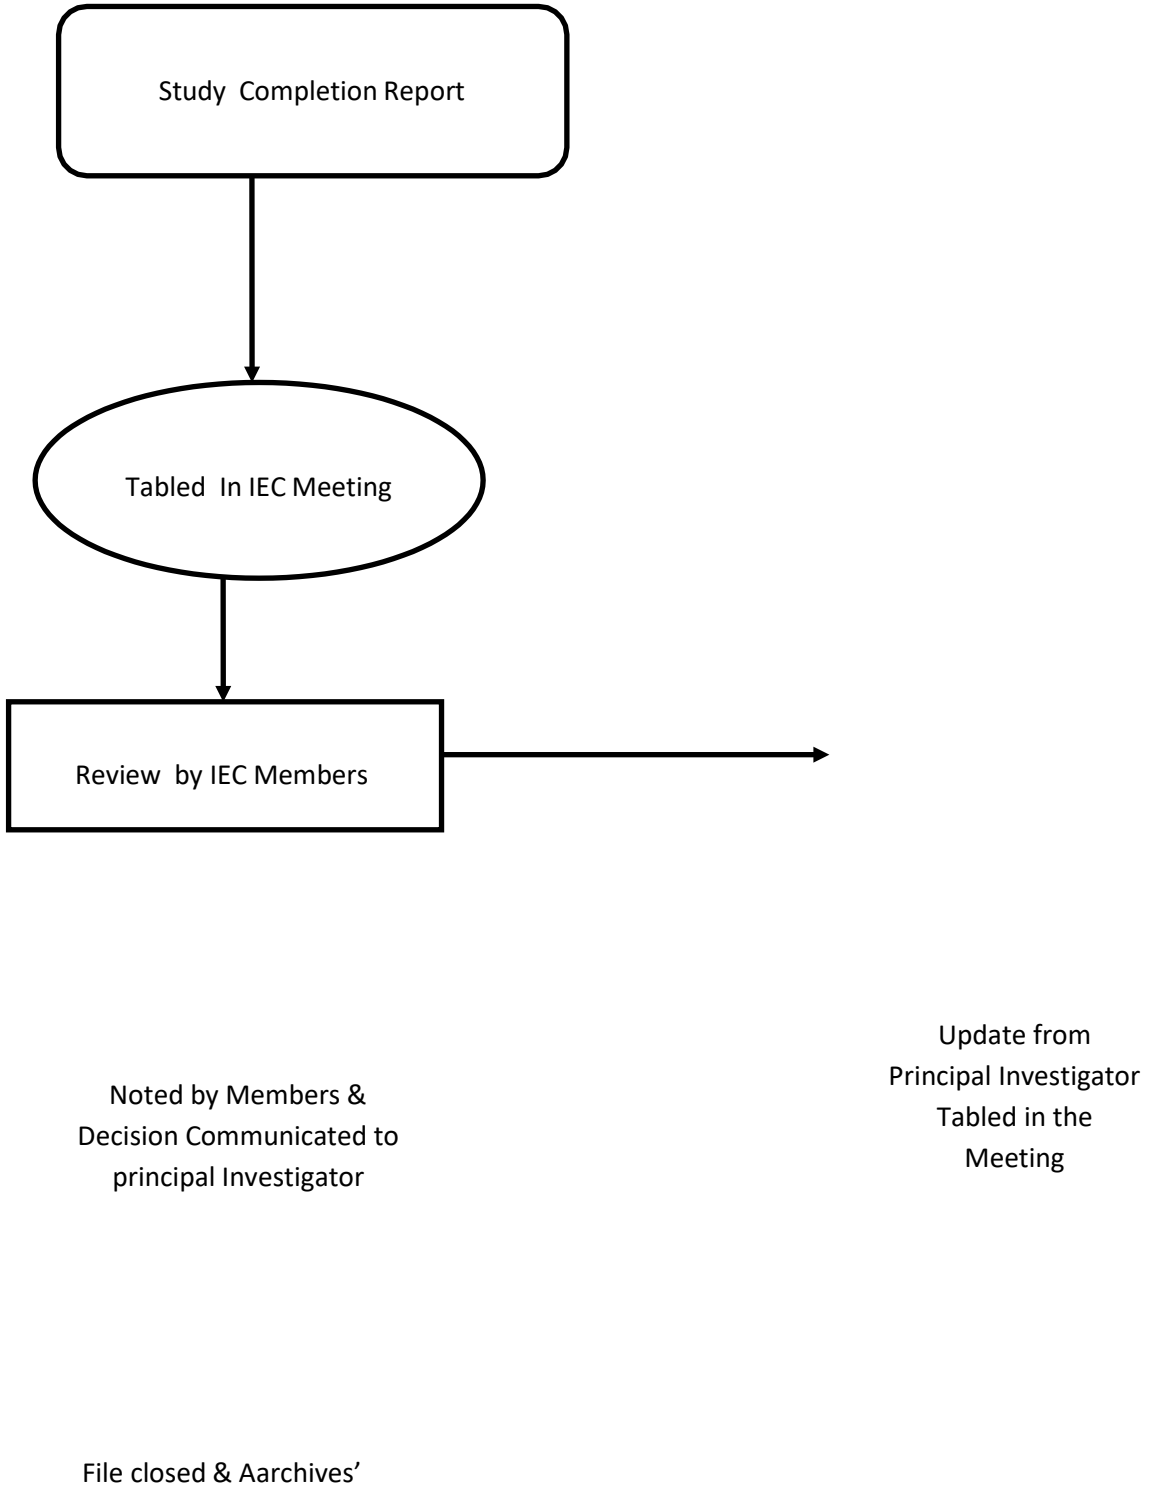 Study Completion Report
Tabled In IEC Meeting
Review by IEC Members
Update from
Principal Investigator
Tabled in the
Meeting
Noted by Members &
Decision Communicated to
principal Investigator
File closed & Aarchives’